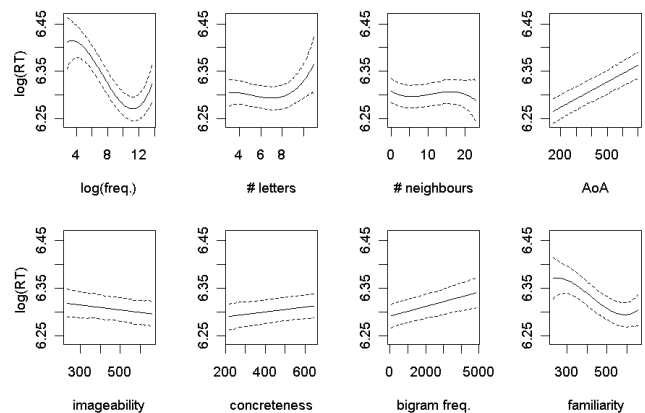 log(RT)
6.25 6.35 6.45
4 8 12
log(freq.)
6.25 6.35 6.45
4 6 8
# letters
6.25 6.35 6.45
0 10 20
# neighbours
6.25 6.35 6.45
200 500
AoA
log(RT)
6.25 6.35 6.45
300 500
imageability
6.25 6.35 6.45
200 400 600
concreteness
6.25 6.35 6.45
0 2000 5000
bigram freq.
6.25 6.35 6.45
300 500
familiarity